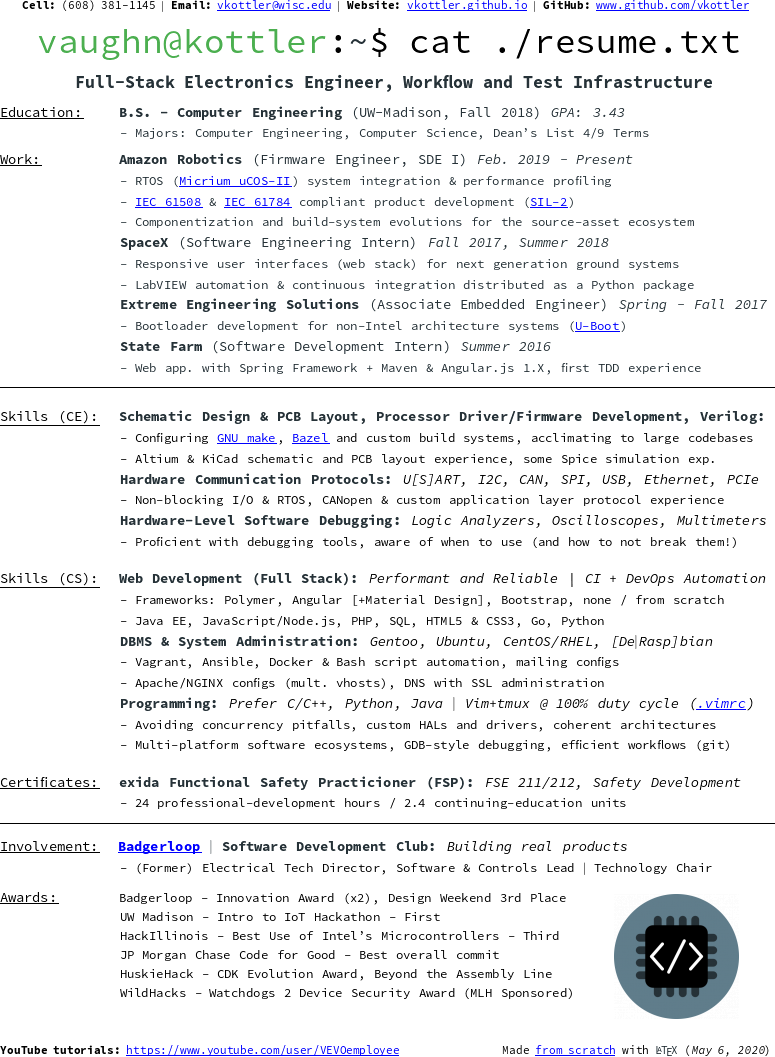 Cell: (608) 381-1145 | Email: vkottler@wisc.edu | Website: vkottler.github.io | GitHub: www.github.com/vkottler
vaughn@kottler:~$ cat ./resume.txt
Full-Stack Electronics Engineer, Workflow and Test Infrastructure
Education: B.S. - Computer Engineering (UW-Madison, Fall 2018) GPA: 3.43
- Majors: Computer Engineering, Computer Science, Dean's List 4/9 Terms
Work: Amazon Robotics (Firmware Engineer, SDE I) Feb. 2019 - Present
- RTOS (Micrium uCOS-II) system integration & performance profiling
- IEC 61508 & IEC 61784 compliant product development (SIL-2)
- Componentization and build-system evolutions for the source-asset ecosystem
SpaceX (Software Engineering Intern) Fall 2017, Summer 2018
- Responsive user interfaces (web stack) for next generation ground systems
- LabVIEW automation & continuous integration distributed as a Python package
Extreme Engineering Solutions (Associate Embedded Engineer) Spring - Fall 2017
- Bootloader development for non-Intel architecture systems (U-Boot)
State Farm (Software Development Intern) Summer 2016
- Web app. with Spring Framework + Maven & Angular.js 1.X, first TDD experience
Skills (CE): Schematic Design & PCB Layout, Processor Driver/Firmware Development, Verilog:
- Configuring GNU make, Bazel and custom build systems, acclimating to large codebases
- Altium & KiCad schematic and PCB layout experience, some Spice simulation exp.
Hardware Communication Protocols: U[S]ART, I2C, CAN, SPI, USB, Ethernet, PCIe
- Non-blocking I/O & RTOS, CANopen & custom application layer protocol experience
Hardware-Level Software Debugging: Logic Analyzers, Oscilloscopes, Multimeters
- Proficient with debugging tools, aware of when to use (and how to not break them!)
Skills (CS): Web Development (Full Stack): Performant and Reliable | CI + DevOps Automation
- Frameworks: Polymer, Angular [+Material Design], Bootstrap, none / from scratch
- Java EE, JavaScript/Node.js, PHP, SQL, HTML5 & CSS3, Go, Python
DBMS & System Administration: Gentoo, Ubuntu, CentOS/RHEL, [De|Rasp]bian
- Vagrant, Ansible, Docker & Bash script automation, mailing configs
- Apache/NGINX configs (mult. vhosts), DNS with SSL administration
Programming: Prefer C/C++, Python, Java | Vim+tmux @ 100% duty cycle (.vimrc)
- Avoiding concurrency pitfalls, custom HALs and drivers, coherent architectures
- Multi-platform software ecosystems, GDB-style debugging, efficient workflows (git)
Certificates: exida Functional Safety Practicioner (FSP): FSE 211/212, Safety Development
- 24 professional-development hours / 2.4 continuing-education units
Involvement: Badgerloop | Software Development Club: Building real products
- (Former) Electrical Tech Director, Software & Controls Lead | Technology Chair
Awards: Badgerloop - Innovation Award (x2), Design Weekend 3rd Place
UW Madison - Intro to IoT Hackathon - First
HackIllinois - Best Use of Intel's Microcontrollers - Third
JP Morgan Chase Code for Good - Best overall commit
HuskieHack - CDK Evolution Award, Beyond the Assembly Line
WildHacks - Watchdogs 2 Device Security Award (MLH Sponsored)
</>
YouTube tutorials: https://www.youtube.com/user/VEVOemployee Made from scratch with LATEX (May 6, 2020)